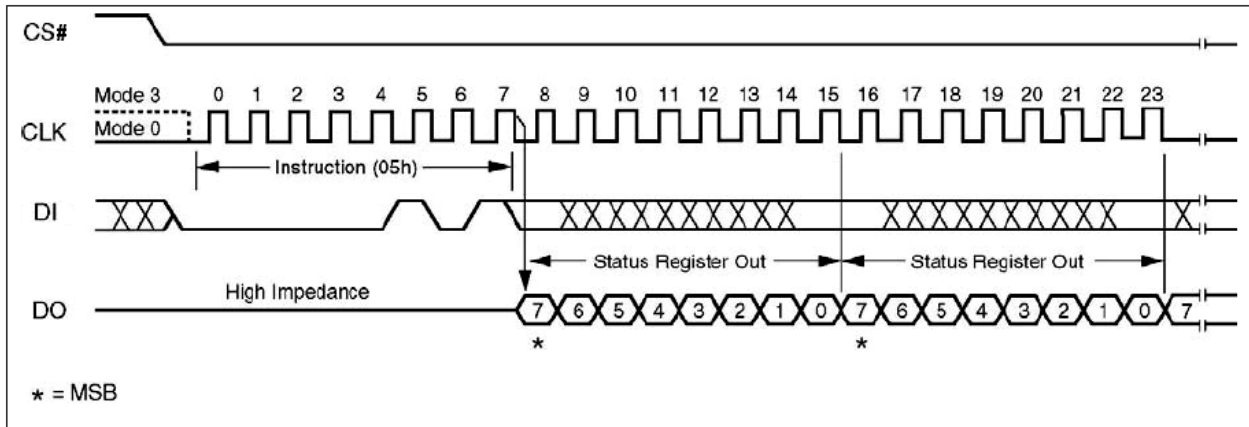 CS#
Mode 3
0 1 2 3 4 5 6 7 8 9 10 11 12 13 14 15 16 17 18 19 20 21 22 23
CLK
Mode 0
Instruction (05h)
DI
Status Register Out
Status Register Out
High Impedance
DO
7 6 5 4 3 2 1 0 7 6 5 4 3 2 1 0 7
* *
* = MSB